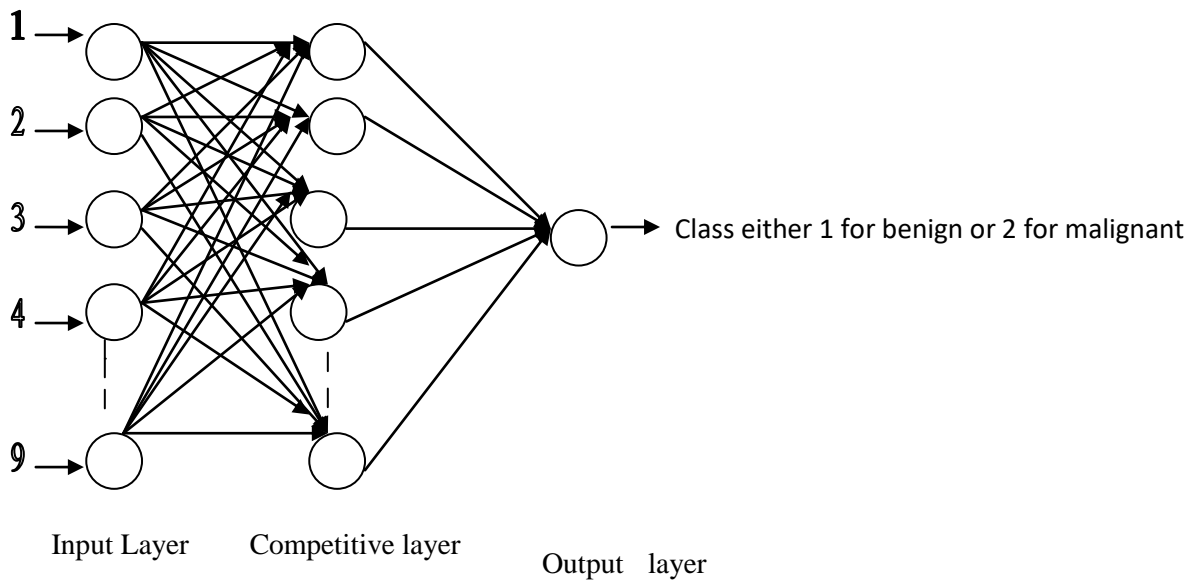 1
2
3
Class either 1 for benign or 2 for malignant
4
9
Input Layer
Competitive layer
Output layer